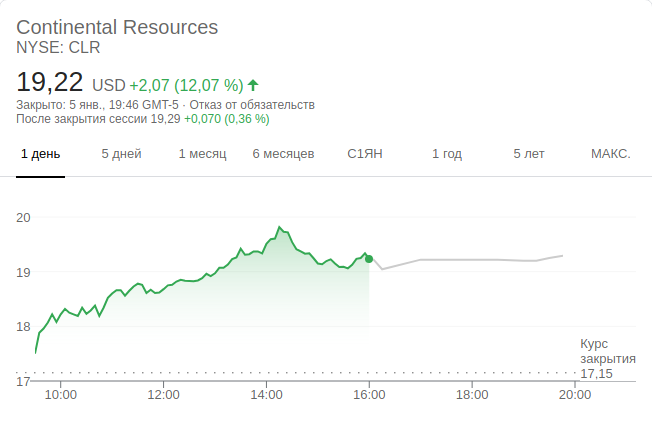 Continental Resources
NYSE: CLR
19,22 USD +2,07 (12,07 %)
Закрыто: 5 янв., 19:46 GMT-5 · Отказ от обязательств
После закрытия сессии 19,29 +0,070 (0,36 %)
1 день 5 дней 1 месяц 6 месяцев С1ЯН 1 год 5 лет МАКС.
20
19
18
17
Курс
закрытия
17,15
10:00 12:00 14:00 16:00 18:00 20:00